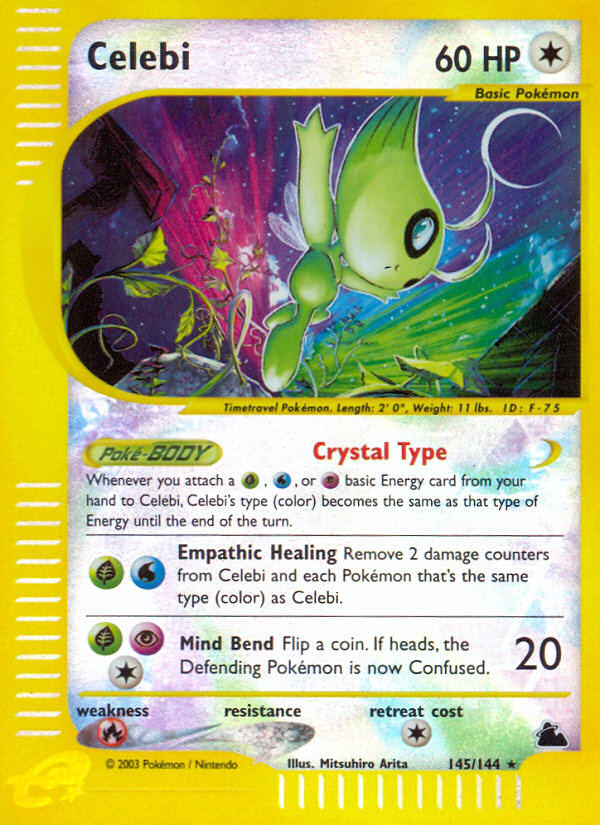 Celebi
60 HP
Basic Pokémon
Timetravel Pokémon. Length: 2' 0", Weight: 11 lbs. ID: F-75
Poké-BODY
Crystal Type
Whenever you attach a , , or basic Energy card from your
hand to Celebi, Celebi's type (color) becomes the same as that type of
Energy until the end of the turn.
Empathic Healing Remove 2 damage counters
from Celebi and each Pokémon that's the same
type (color) as Celebi.
Mind Bend Flip a coin. If heads, the
Defending Pokémon is now Confused.
20
weakness resistance retreat cost
© 2003 Pokémon / Nintendo Illus. Mitsuhiro Arita 145/144 ★